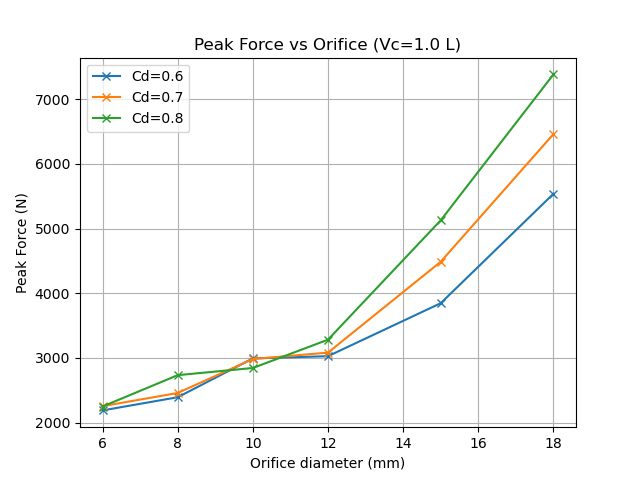 Peak Force vs Orifice (Vc=1.0 L)
Cd=0.6
Cd=0.7
Cd=0.8
Peak Force (N)
7000
6000
5000
4000
3000
2000
6 8 10 12 14 16 18
Orifice diameter (mm)